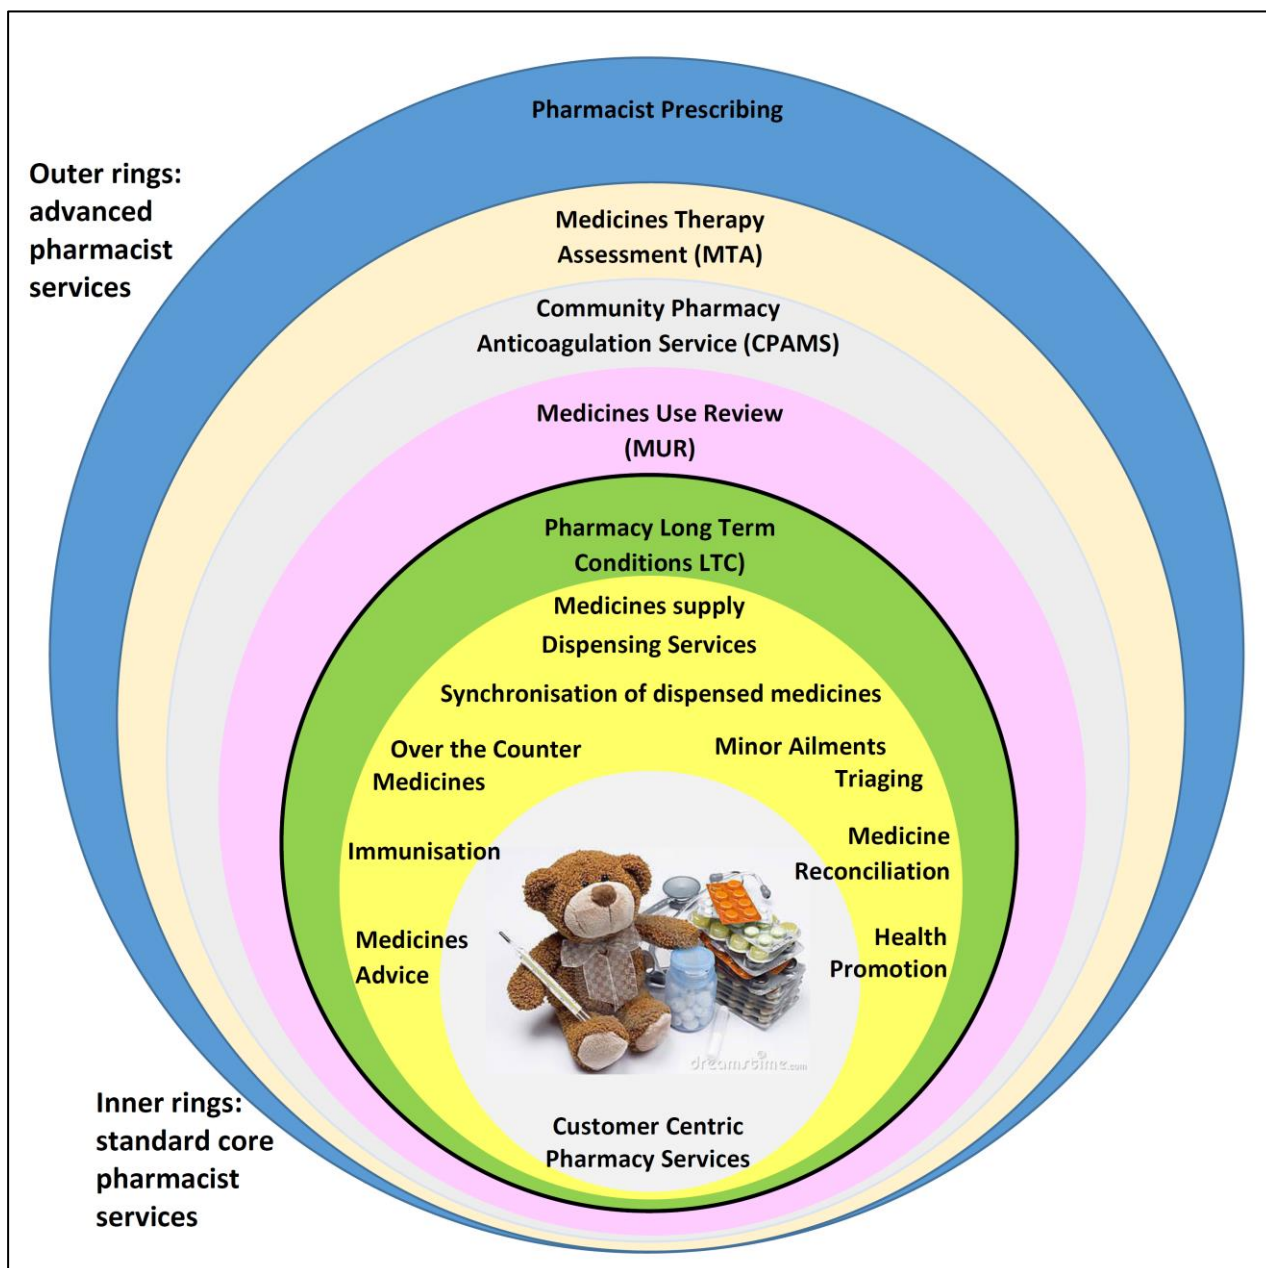 Pharmacist Prescribing
Outer rings:
advanced
pharmacist
services
Medicines Therapy
Assessment (MTA)
Community Pharmacy
Anticoagulation Service (CPAMS)
Medicines Use Review
(MUR)
Pharmacy Long Term
Conditions LTC)
Medicines supply
Dispensing Services
Synchronisation of dispensed medicines
Over the Counter
Medicines
Minor Ailments
Triaging
Immunisation
Medicine
Reconciliation
Medicines
Advice
Health
Promotion
dreamstime.com
Customer Centric
Pharmacy Services
Inner rings:
standard core
pharmacist
services